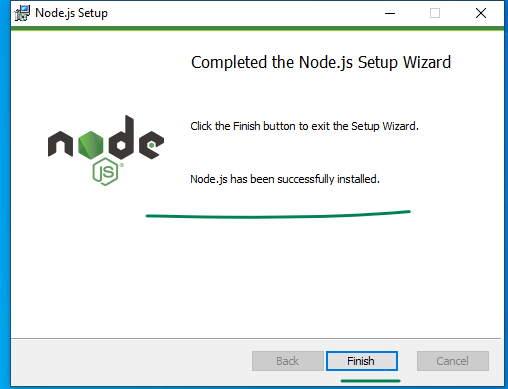 Node.js Setup
Completed the Node.js Setup Wizard
Click the Finish button to exit the Setup Wizard.
node
JS
Node.js has been successfully installed.
Back
Finish
Cancel